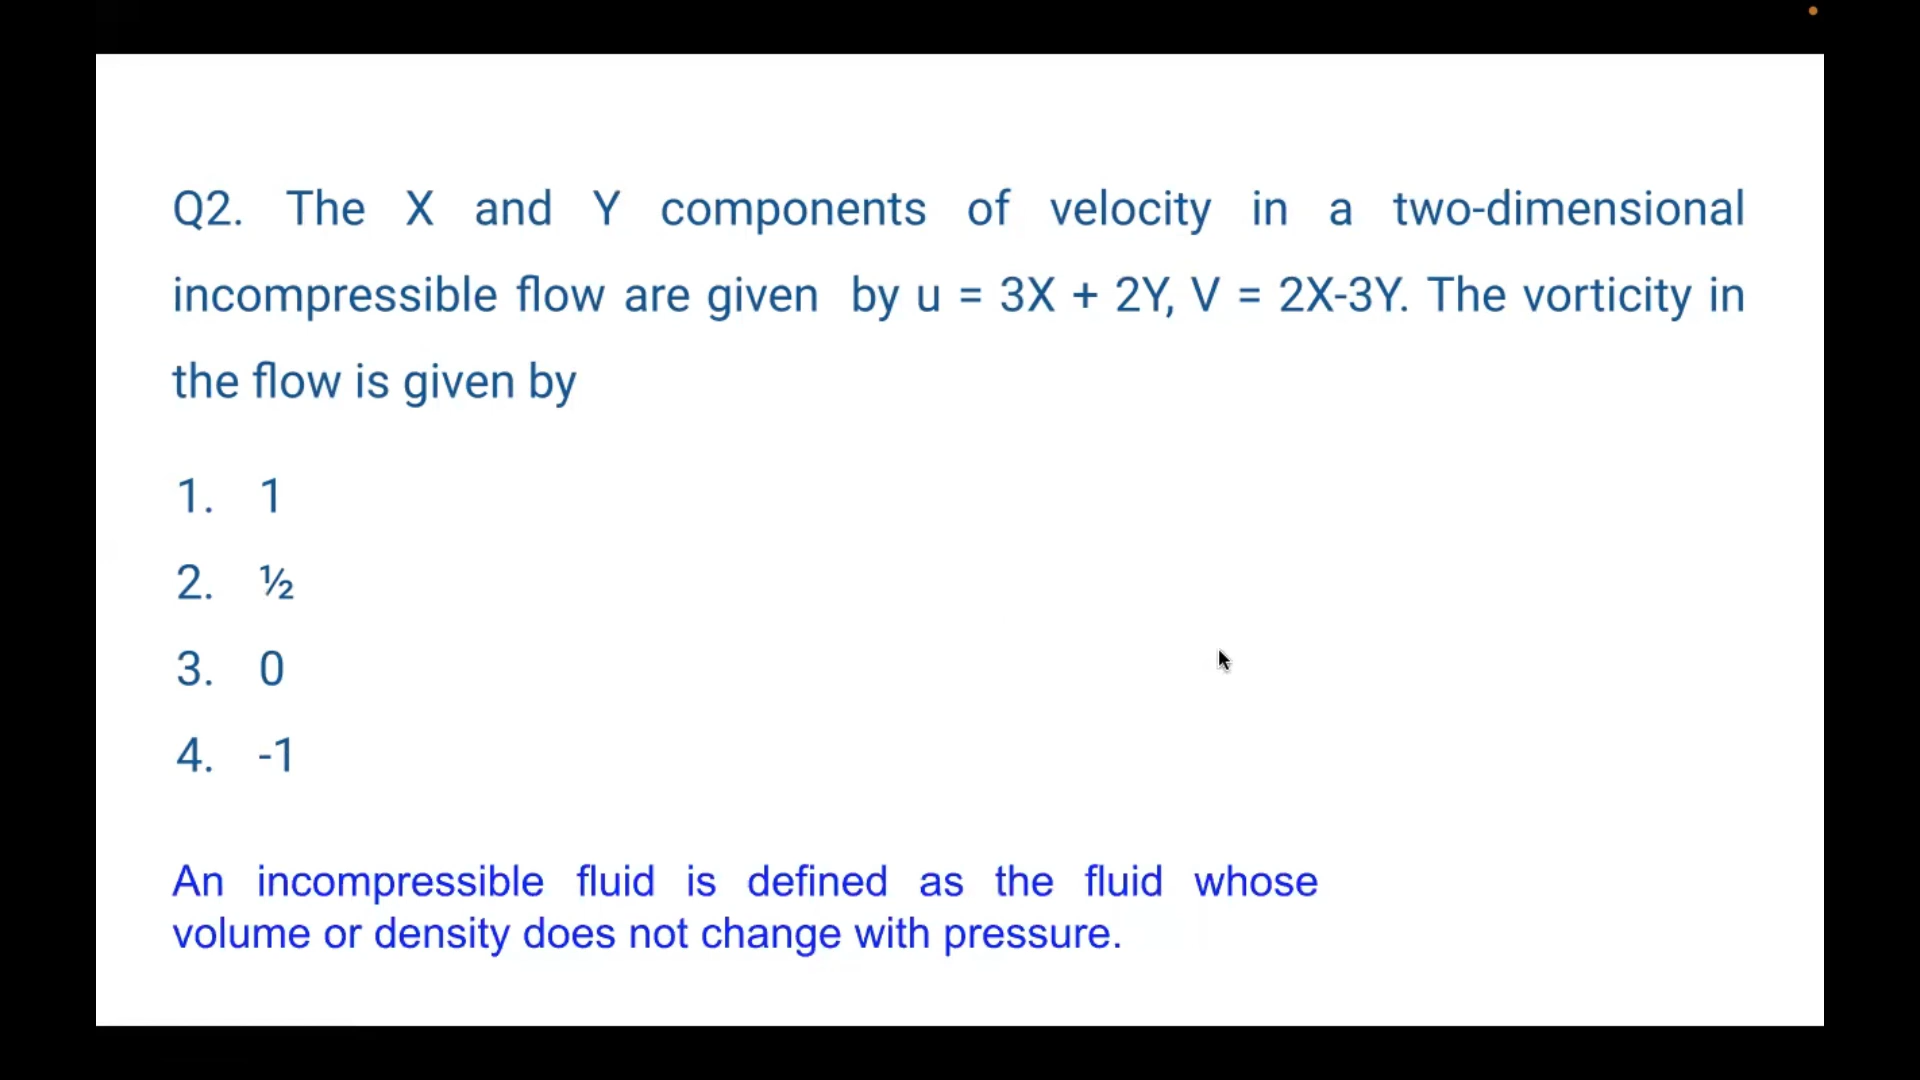 Q2. The X and Y components of velocity in a two-dimensional
incompressible flow are given by u = 3X + 2Y, V = 2X-3Y. The vorticity in
the flow is given by
1. 1
2. ½
3. 0
4. -1
An incompressible fluid is defined as the fluid whose
volume or density does not change with pressure.